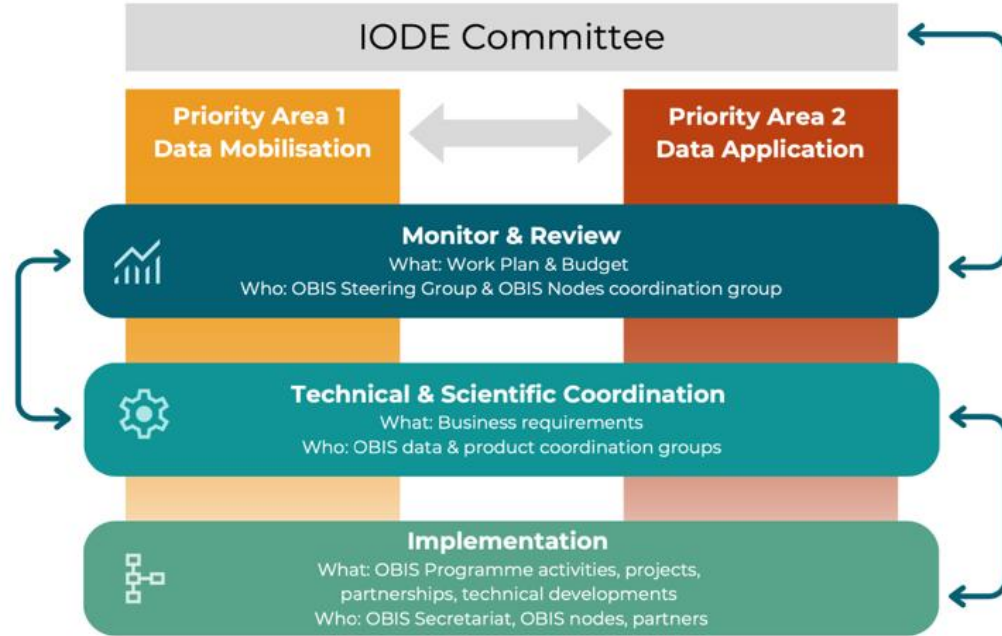 IODE Committee
Priority Area 1
Data Mobilisation
Priority Area 2
Data Application
Monitor & Review
What: Work Plan & Budget
Who: OBIS Steering Group & OBIS Nodes coordination group
Technical & Scientific Coordination
What: Business requirements
Who: OBIS data & product coordination groups
Implementation
What: OBIS Programme activities, projects,
partnerships, technical developments
Who: OBIS Secretariat, OBIS nodes, partners